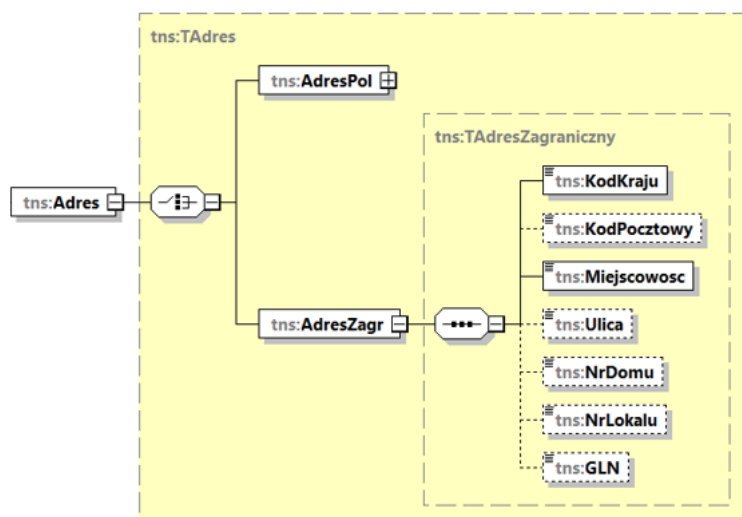 tns:TAdres
tns:AdresPol
tns:TAdresZagraniczny
tns:KodKraju
tns:Adres
tns:KodPocztowy
tns:Miejscowosc
tns:AdresZagr
tns:Ulica
tns:NrDomu
tns:NrLokalu
tns:GLN